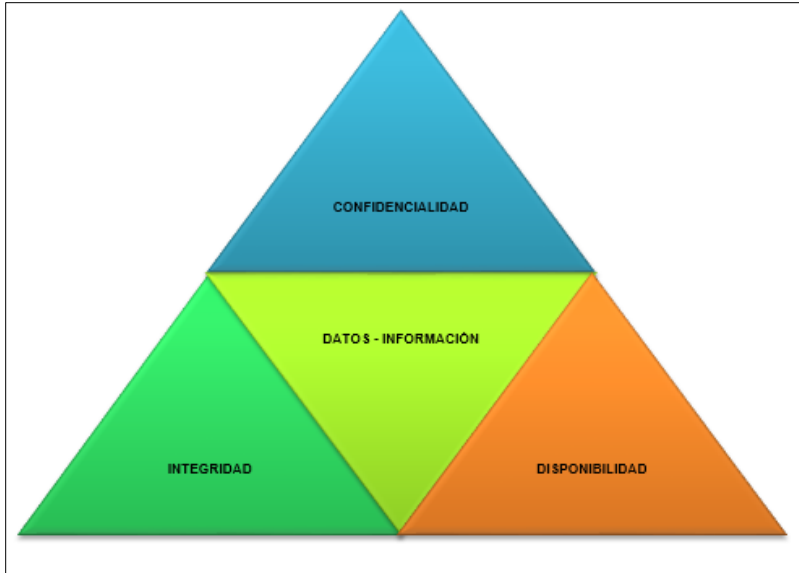 CONFIDENCIALIDAD
DATOS - INFORMACIÓN
INTEGRIDAD
DISPONIBILIDAD